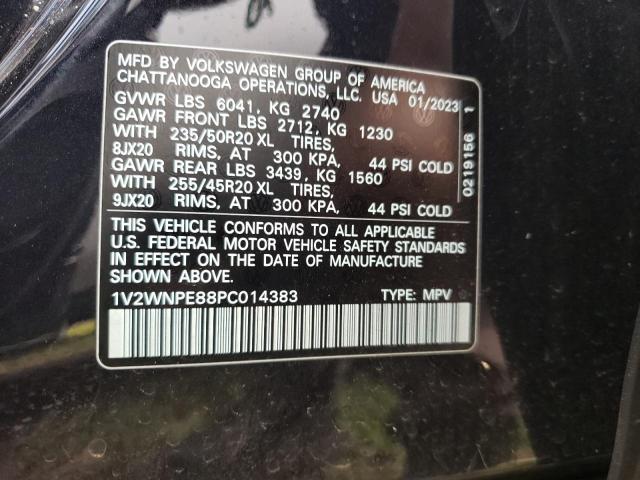 MFD BY VOLKSWAGEN GROUP OF AMERICA
CHATTANOOGA OPERATIONS, LLC. USA 01/2023
GVWR LBS 6041, KG 2740
GAWR FRONT LBS 2712, KG 1230
WITH 235/50R20 XL TIRES,
8JX20 RIMS, AT 300 KPA, 44 PSI COLD
GAWR REAR LBS 3439, KG 1560
WITH 255/45R20 XL TIRES,
9JX20 RIMS, AT 300 KPA, 44 PSI COLD
THIS VEHICLE CONFORMS TO ALL APPLICABLE
U.S. FEDERAL MOTOR VEHICLE SAFETY STANDARDS
IN EFFECT ON THE DATE OF MANUFACTURE
SHOWN ABOVE.
1V2WNPE88PC014383 TYPE: MPV
0219156 1